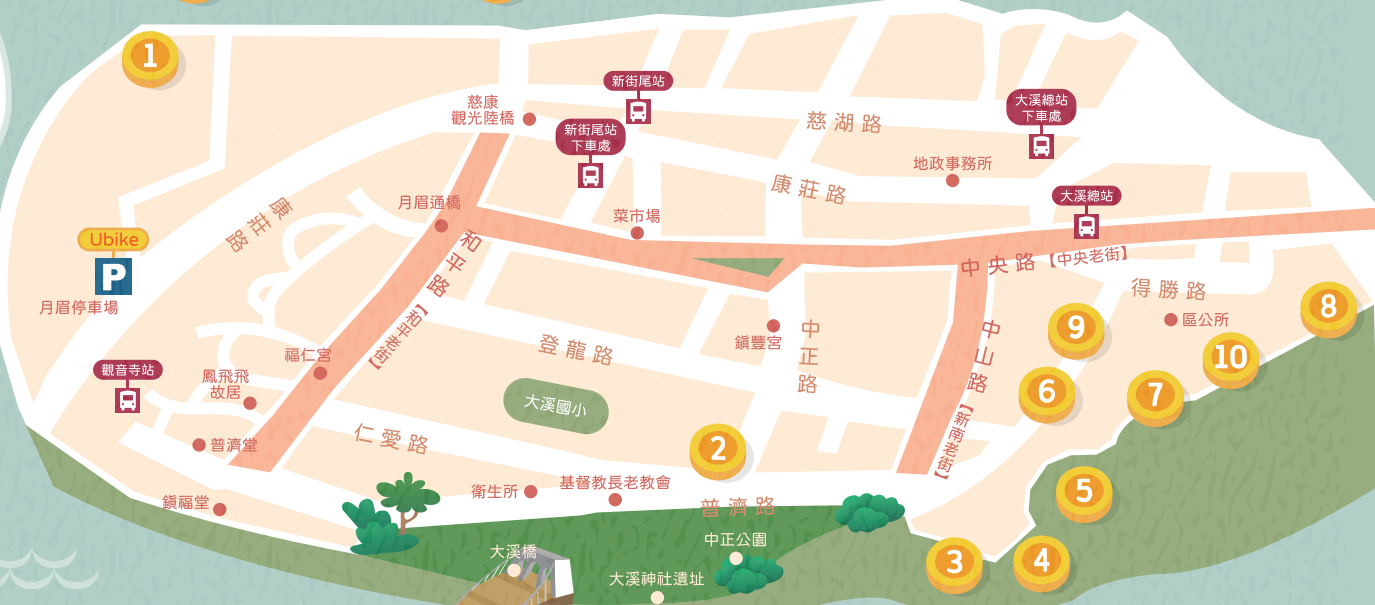 1
新街尾站
慈康
觀光陸橋
新街尾站
下車處
大溪總站
下車處
慈湖路
地政事務所
康莊路
大溪總站
月眉通橋
菜市場
康莊路
Ubike
P
月眉停車場
和平路
【和平老街】
中央路
【中央老街】
得勝路
區公所
8
9
10
鎮豐宮
中正路
中山路
【新南老街】
登龍路
福仁宮
觀音寺站
鳳飛飛
故居
大溪國小
6
7
普濟堂
仁愛路
2
鎮福堂
衛生所
基督教長老教會
普濟路
5
大溪橋
中正公園
大溪神社遺址
3
4